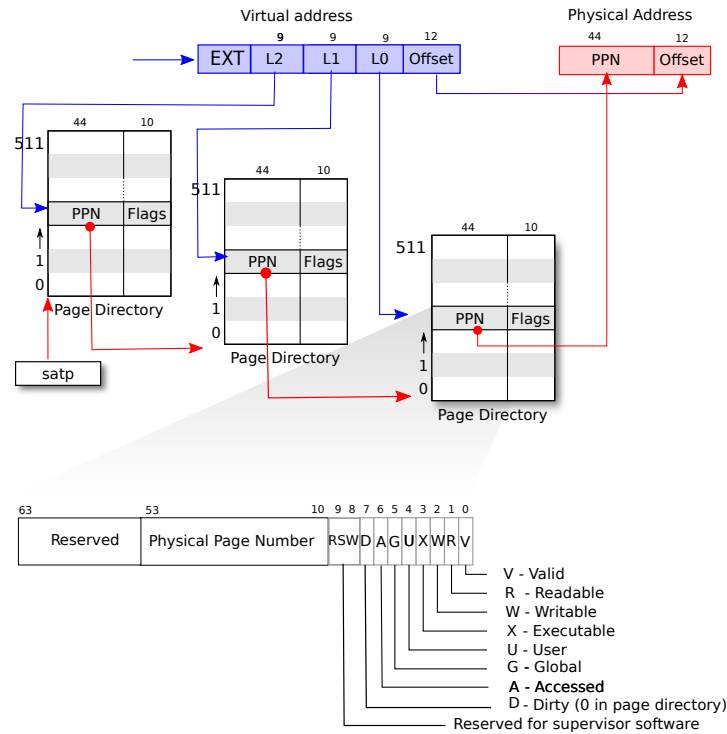 Virtual address
Physical Address
9 9 9 12
44 12
EXT L2 L1 L0 Offset
PPN Offset
44 10
511
PPN Flags
1
0
Page Directory
satp
44 10
511
PPN Flags
1
0
Page Directory
44 10
511
PPN Flags
1
0
Page Directory
63 53 10 9 8 7 6 5 4 3 2 1 0
Reserved Physical Page Number RSW D A G U X W R V
V - Valid
R - Readable
W - Writable
X - Executable
U - User
G - Global
A - Accessed
D - Dirty (0 in page directory)
Reserved for supervisor software